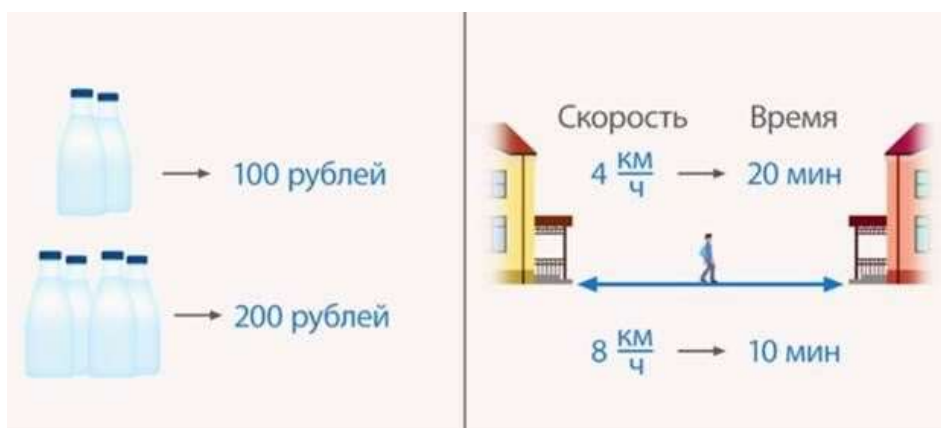 100 рублей
200 рублей
Скорость Время
4 км/ч 20 мин
8 км/ч 10 мин